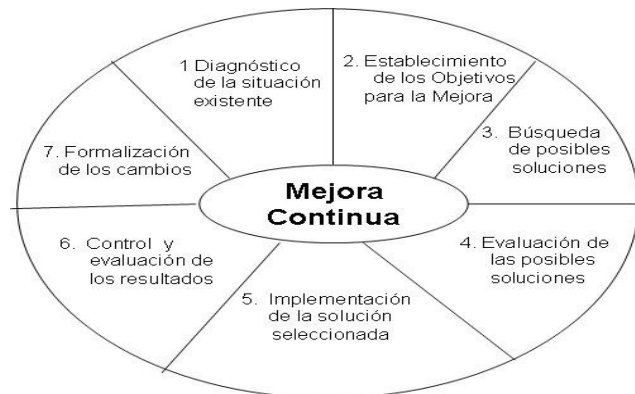 1 Diagnóstico
de la situación
existente
2. Establecimiento
de los Objetivos
para la Mejora
3. Búsqueda
de posibles
soluciones
4. Evaluación de
las posibles
soluciones
5. Implementación
de la solución
seleccionada
6. Control y
evaluación de
los resultados
7. Formalización
de los cambios
Mejora
Continua